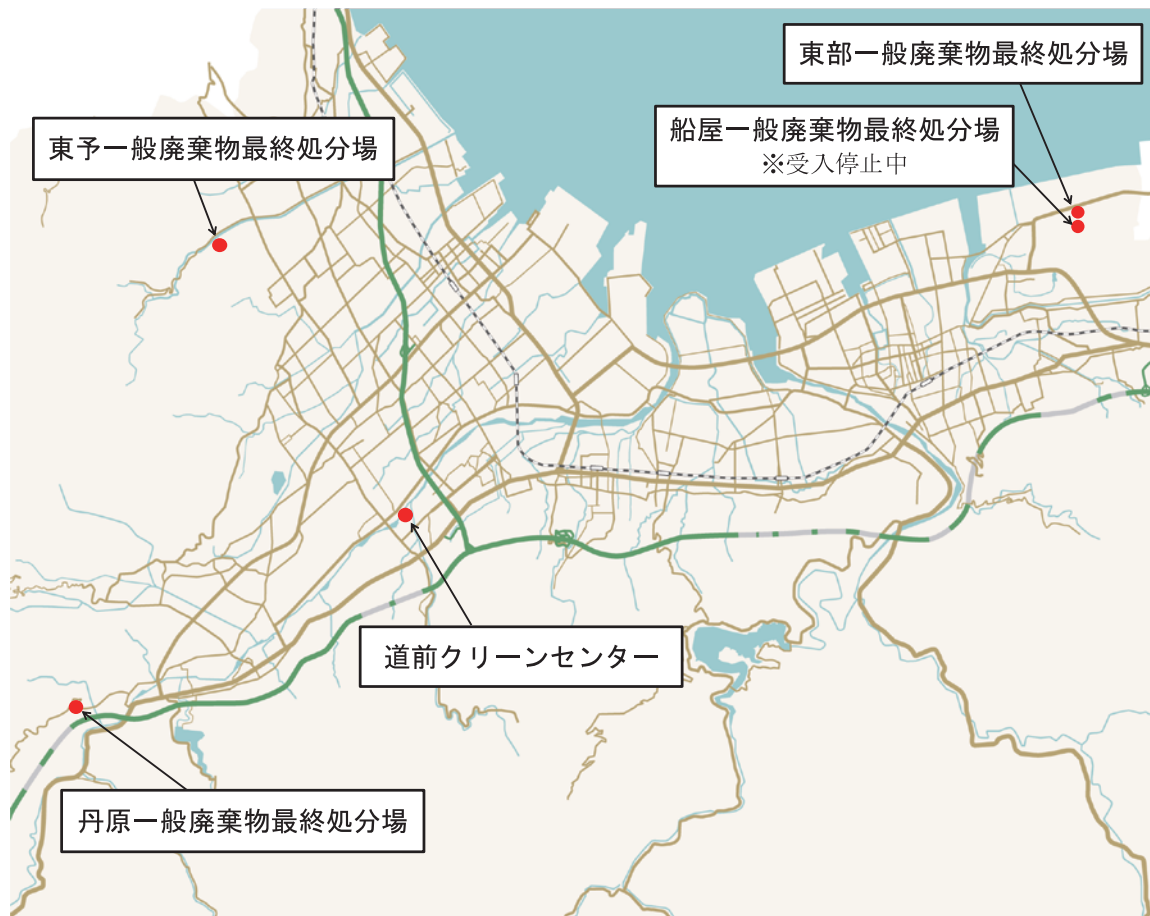 東部一般廃棄物最終処分場
船屋一般廃棄物最終処分場
※受入停止中
東予一般廃棄物最終処分場
道前クリーンセンター
丹原一般廃棄物最終処分場